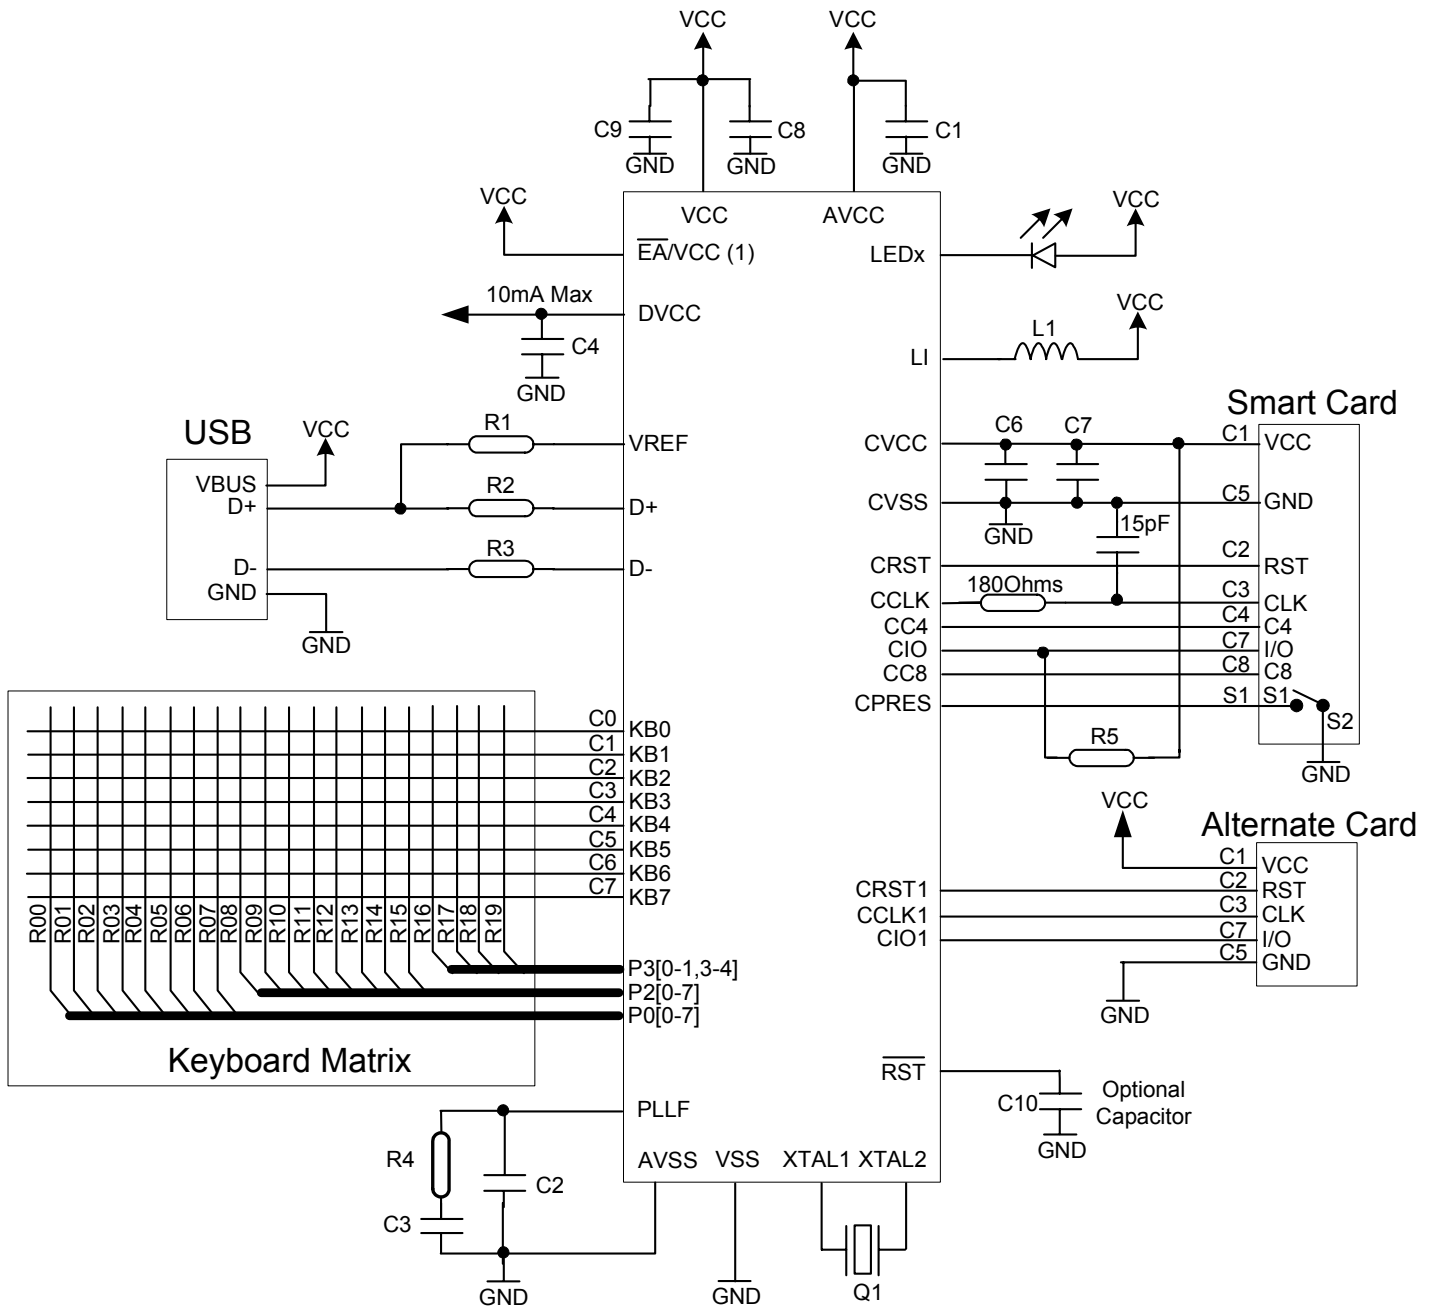 VCC
VCC
C9
C8
C1
GND
GND
GND
VCC
VCC
AVCC
VCC
EA/VCC (1)
LEDx
10mA Max
DVCC
C4
GND
VCC
L1
LI
Smart Card
USB
VCC
R1
VREF
CVCC
C6
C7
C1
VCC
VBUS
D+
R2
D+
CVSS
GND
15pF
C5
GND
D-
R3
D-
CRST
C2
RST
GND
GND
180Ohms
CCLK
C3
CLK
CC4
C4
C4
CIO
C7
I/O
CC8
C8
C8
CPRES
S1
S1
S2
R5
GND
C0
KB0
C1
KB1
C2
KB2
C3
KB3
C4
KB4
C5
KB5
C6
KB6
C7
KB7
R00
R01
R02
R03
R04
R05
R06
R07
R08
R09
R10
R11
R12
R13
R14
R15
R16
R17
R18
R19
P3[0-1,3-4]
P2[0-7]
P0[0-7]
Keyboard Matrix
VCC
Alternate Card
C1
VCC
CRST1
C2
RST
CCLK1
C3
CLK
CIO1
C7
I/O
C5
GND
GND
RST
C10
Optional
Capacitor
GND
PLLF
R4
C2
C3
GND
AVSS
VSS
XTAL1
XTAL2
GND
Q1